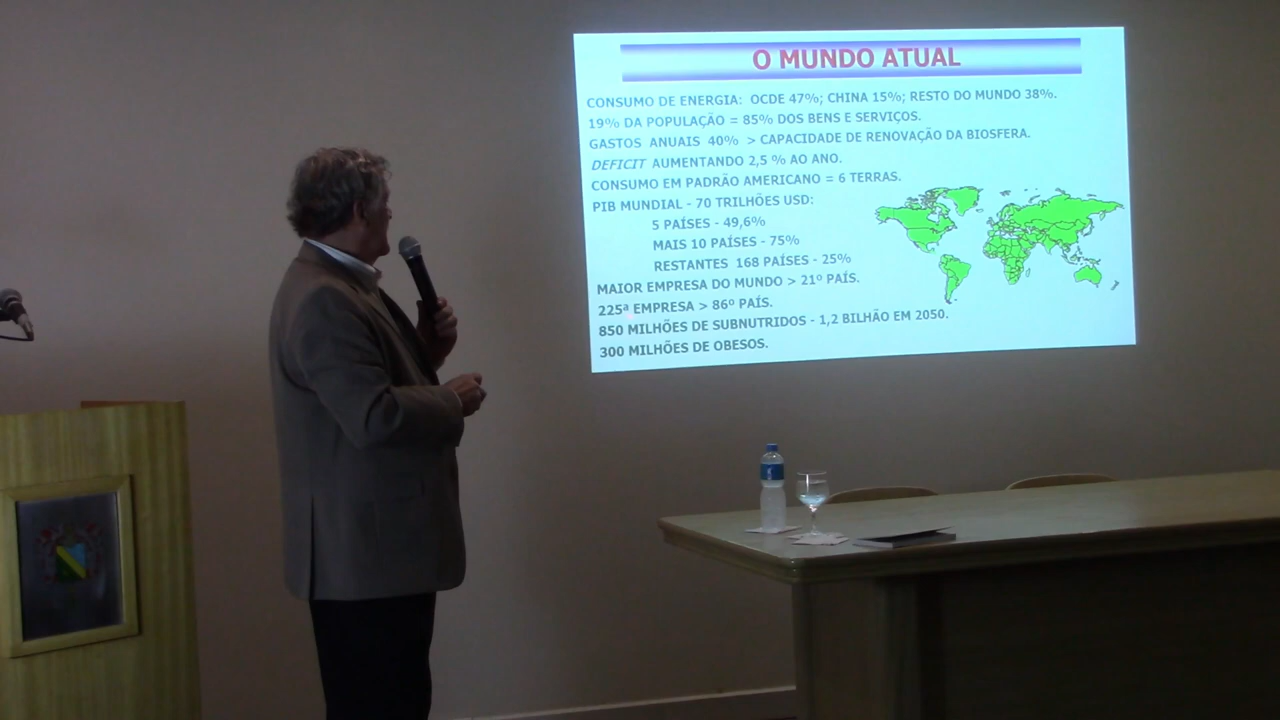 O MUNDO ATUAL
CONSUMO DE ENERGIA: OCDE 47%; CHINA 15%; RESTO DO MUNDO 38%.
19% DA POPULAÇÃO = 85% DOS BENS E SERVIÇOS.
GASTOS ANUAIS 40% > CAPACIDADE DE RENOVAÇÃO DA BIOSFERA.
DEFICIT AUMENTANDO 2,5 % AO ANO.
CONSUMO EM PADRÃO AMERICANO = 6 TERRAS.
PIB MUNDIAL - 70 TRILHÕES USD:
5 PAÍSES - 49,6%
MAIS 10 PAÍSES - 75%
RESTANTES 168 PAÍSES - 25%
MAIOR EMPRESA DO MUNDO > 21º PAÍS.
225ª EMPRESA > 86º PAÍS.
850 MILHÕES DE SUBNUTRIDOS - 1,2 BILHÃO EM 2050.
300 MILHÕES DE OBESOS.